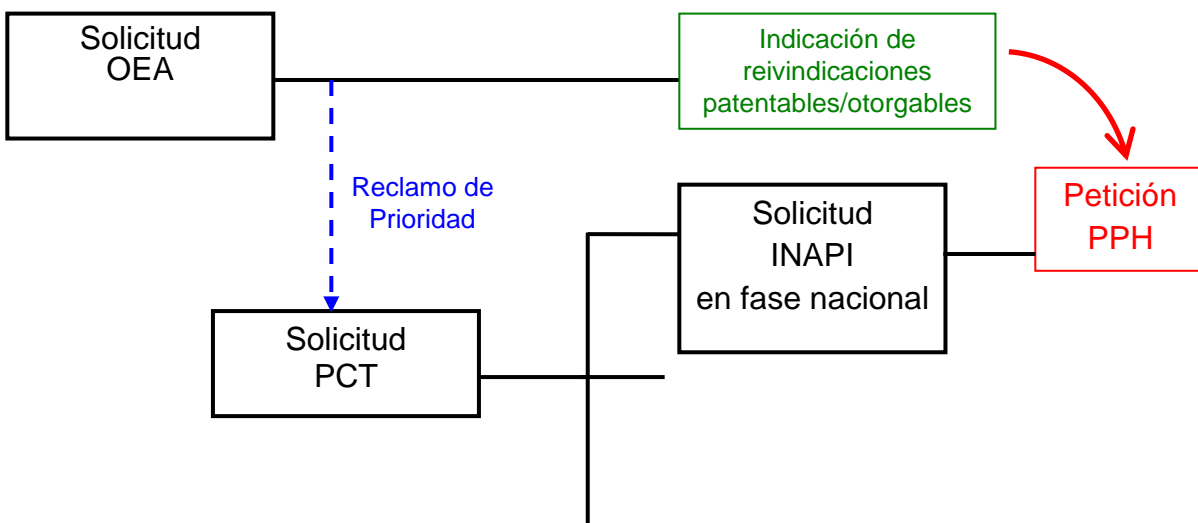 Solicitud
OEA
Indicación de
reivindicaciones
patentables/otorgables
Reclamo de
Prioridad
Petición
PPH
Solicitud
INAPI
en fase nacional
Solicitud
PCT